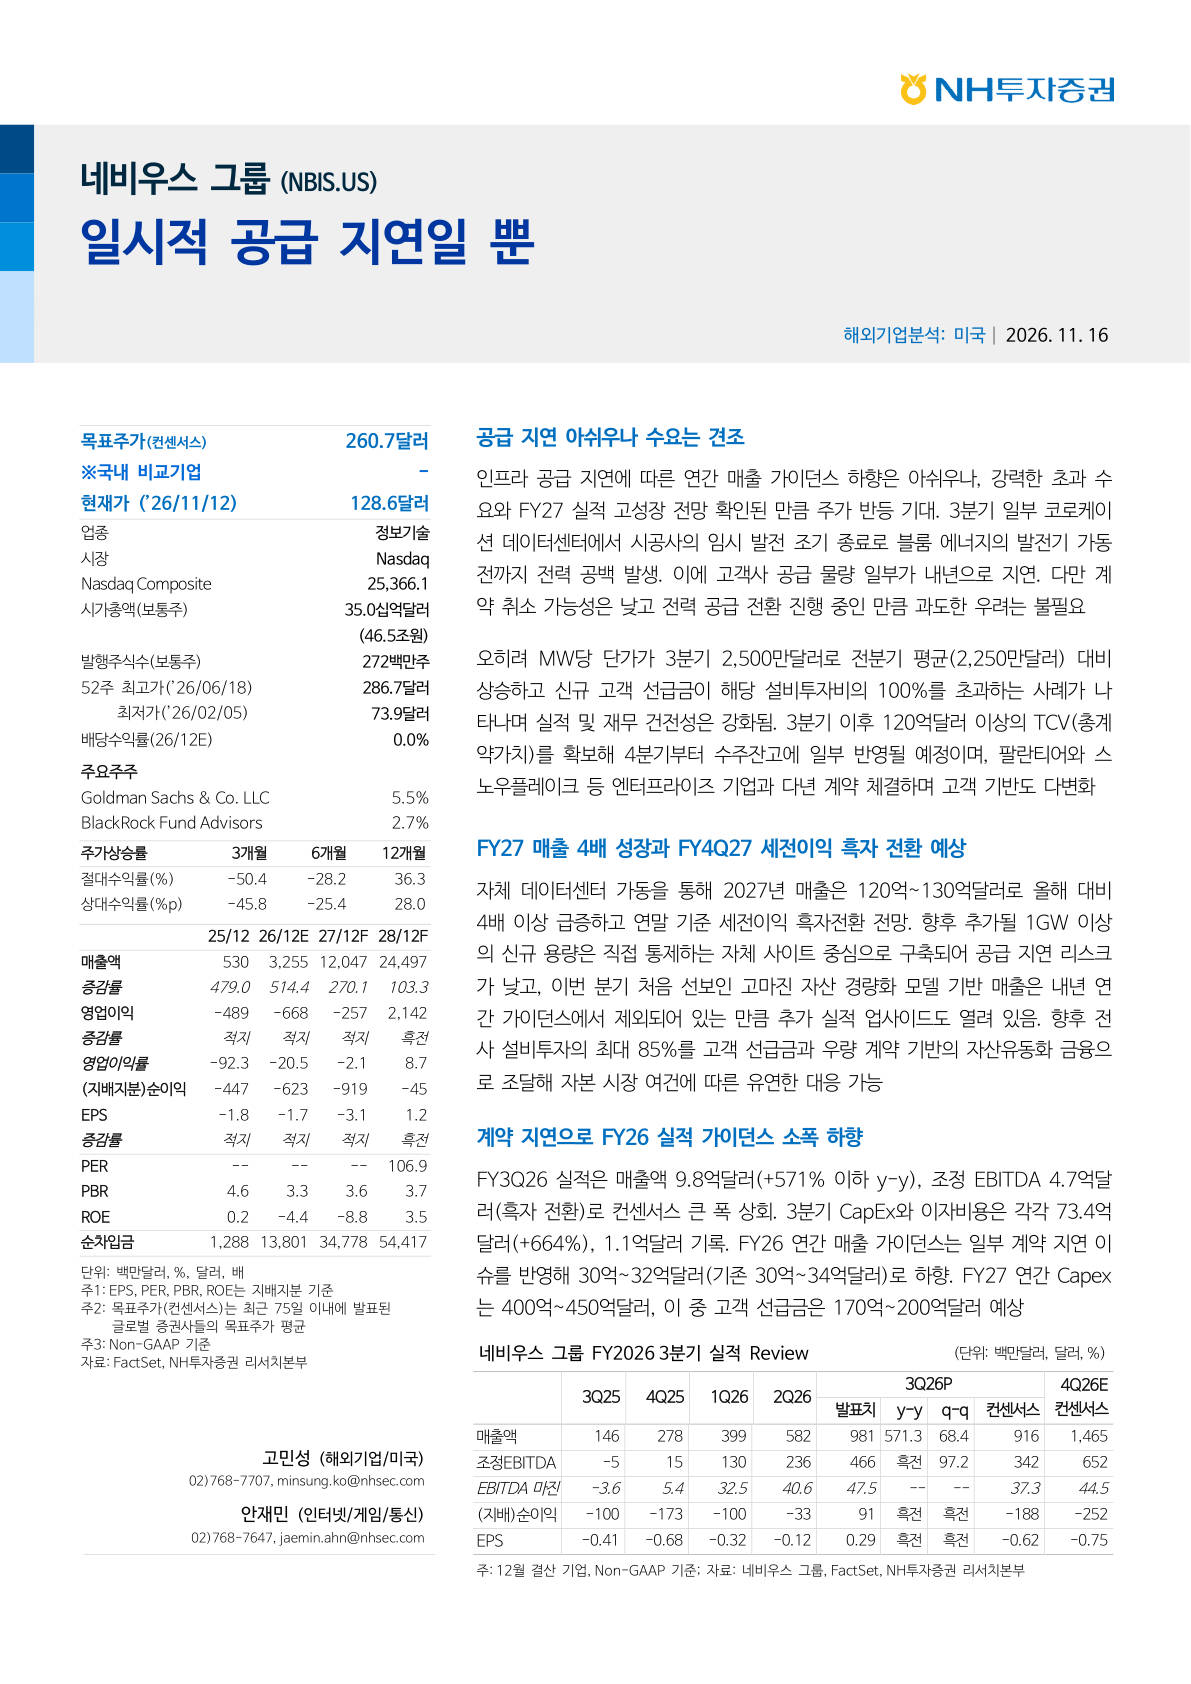 NH투자증권
네비우스 그룹 (NBIS.US)
일시적 공급 지연일 뿐
해외기업분석: 미국 | 2026. 11. 16
목표주가(컨센서스) 260.7달러
※국내 비교기업 -
현재가 ('26/11/12) 128.6달러
업종 정보기술
시장 Nasdaq
Nasdaq Composite 25,366.1
시가총액(보통주) 35.0십억달러
(46.5조원)
발행주식수(보통주) 272백만주
52주 최고가('26/06/18) 286.7달러
최저가('26/02/05) 73.9달러
배당수익률(26/12E) 0.0%
주요주주
Goldman Sachs & Co. LLC 5.5%
BlackRock Fund Advisors 2.7%
주가상승률 3개월 6개월 12개월
절대수익률(%) -50.4 -28.2 36.3
상대수익률(%p) -45.8 -25.4 28.0
25/12 26/12E 27/12F 28/12F
매출액 530 3,255 12,047 24,497
증감률 479.0 514.4 270.1 103.3
영업이익 -489 -668 -257 2,142
증감률 적지 적지 적지 흑전
영업이익률 -92.3 -20.5 -2.1 8.7
(지배지분)순이익 -447 -623 -919 -45
EPS -1.8 -1.7 -3.1 1.2
증감률 적지 적지 적지 흑전
PER -- -- -- 106.9
PBR 4.6 3.3 3.6 3.7
ROE 0.2 -4.4 -8.8 3.5
순차입금 1,288 13,801 34,778 54,417
단위: 백만달러, %, 달러, 배
주1: EPS, PER, PBR, ROE는 지배지분 기준
주2: 목표주가(컨센서스)는 최근 75일 이내에 발표된
글로벌 증권사들의 목표주가 평균
주3: Non-GAAP 기준
자료: FactSet, NH투자증권 리서치본부
고민성 (해외기업/미국)
02)768-7707, minsung.ko@nhsec.com
안재민 (인터넷/게임/통신)
02)768-7647, jaemin.ahn@nhsec.com
공급 지연 아쉬우나 수요는 견조
인프라 공급 지연에 따른 연간 매출 가이던스 하향은 아쉬우나, 강력한 초과 수
요와 FY27 실적 고성장 전망 확인된 만큼 주가 반등 기대. 3분기 일부 코로케이
션 데이터센터에서 시공사의 임시 발전 조기 종료로 블룸 에너지의 발전기 가동
전까지 전력 공백 발생. 이에 고객사 공급 물량 일부가 내년으로 지연. 다만 계
약 취소 가능성은 낮고 전력 공급 전환 진행 중인 만큼 과도한 우려는 불필요
오히려 MW당 단가가 3분기 2,500만달러로 전분기 평균(2,250만달러) 대비
상승하고 신규 고객 선급금이 해당 설비투자비의 100%를 초과하는 사례가 나
타나며 실적 및 재무 건전성은 강화됨. 3분기 이후 120억달러 이상의 TCV(총계
약가치)를 확보해 4분기부터 수주잔고에 일부 반영될 예정이며, 팔란티어와 스
노우플레이크 등 엔터프라이즈 기업과 다년 계약 체결하며 고객 기반도 다변화
FY27 매출 4배 성장과 FY4Q27 세전이익 흑자 전환 예상
자체 데이터센터 가동을 통해 2027년 매출은 120억~130억달러로 올해 대비
4배 이상 급증하고 연말 기준 세전이익 흑자전환 전망. 향후 추가될 1GW 이상
의 신규 용량은 직접 통제하는 자체 사이트 중심으로 구축되어 공급 지연 리스크
가 낮고, 이번 분기 처음 선보인 고마진 자산 경량화 모델 기반 매출은 내년 연
간 가이던스에서 제외되어 있는 만큼 추가 실적 업사이드도 열려 있음. 향후 전
사 설비투자의 최대 85%를 고객 선급금과 우량 계약 기반의 자산유동화 금융으
로 조달해 자본 시장 여건에 따른 유연한 대응 가능
계약 지연으로 FY26 실적 가이던스 소폭 하향
FY3Q26 실적은 매출액 9.8억달러(+571% 이하 y-y), 조정 EBITDA 4.7억달
러(흑자 전환)로 컨센서스 큰 폭 상회. 3분기 CapEx와 이자비용은 각각 73.4억
달러(+664%), 1.1억달러 기록. FY26 연간 매출 가이던스는 일부 계약 지연 이
슈를 반영해 30억~32억달러(기존 30억~34억달러)로 하향. FY27 연간 Capex
는 400억~450억달러, 이 중 고객 선급금은 170억~200억달러 예상
네비우스 그룹 FY2026 3분기 실적 Review (단위: 백만달러, 달러, %)
3Q25 4Q25 1Q26 2Q26 3Q26P 4Q26E
발표치 y-y q-q 컨센서스 컨센서스
매출액 146 278 399 582 981 571.3 68.4 916 1,465
조정EBITDA -5 15 130 236 466 흑전 97.2 342 652
EBITDA 마진 -3.6 5.4 32.5 40.6 47.5 -- -- 37.3 44.5
(지배)순이익 -100 -173 -100 -33 91 흑전 흑전 -188 -252
EPS -0.41 -0.68 -0.32 -0.12 0.29 흑전 흑전 -0.62 -0.75
주: 12월 결산 기업, Non-GAAP 기준; 자료: 네비우스 그룹, FactSet, NH투자증권 리서치본부